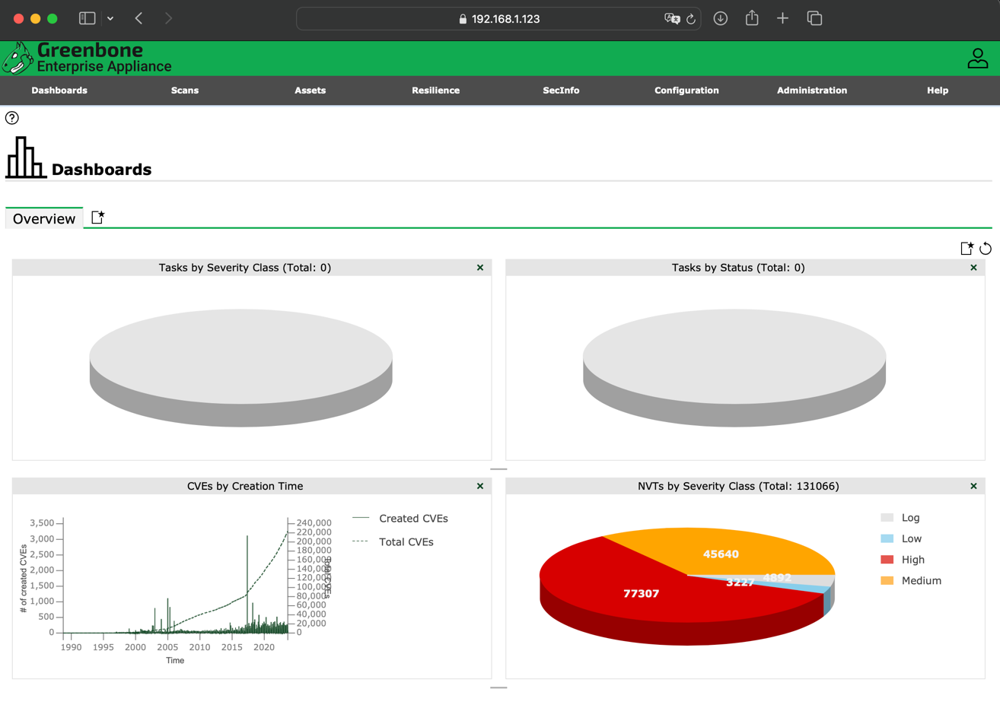 192.168.1.123
Greenbone
Enterprise Appliance
Dashboards Scans Assets Resilience SecInfo Configuration Administration Help
Dashboards
Overview
Tasks by Severity Class (Total: 0)
Tasks by Status (Total: 0)
CVEs by Creation Time
# of created CVEs
3,500
3,000
2,500
2,000
1,500
1,000
500
0
240,000
220,000
200,000
180,000
160,000
140,000
120,000
100,000
80,000
60,000
40,000
20,000
0
Total CVEs
1990 1995 2000 2005 2010 2015 2020
Time
Created CVEs
Total CVEs
NVTs by Severity Class (Total: 131066)
45640
4892
3227
77307
Log
Low
High
Medium